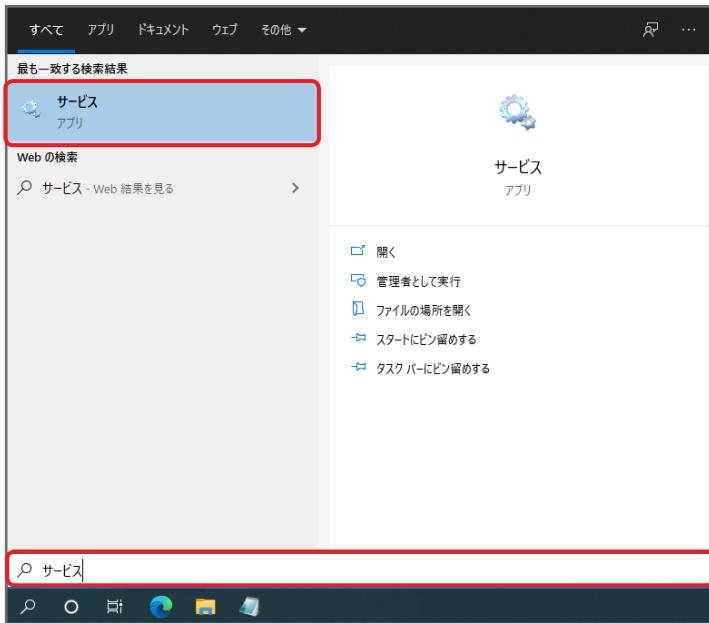 すべて アプリ ドキュメント ウェブ その他
最も一致する検索結果
サービス
アプリ
Web の検索
サービス - Web 結果を見る
サービス
アプリ
開く
管理者として実行
ファイルの場所を開く
スタートにピン留めする
タスク バーにピン留めする
サービス